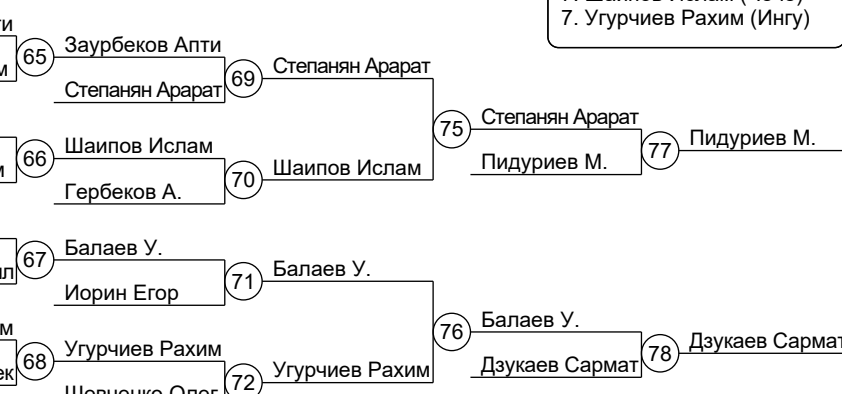 7. Угурчиев Рахим (Ингу)
65
Заурбеков Апти
Степанян Арарат
69
Степанян Арарат
75
Степанян Арарат
Пидуриев М.
77
Пидуриев М.
66
Шаипов Ислам
Гербеков А.
70
Шаипов Ислам
67
Балаев У.
Иорин Егор
71
Балаев У.
76
Балаев У.
Дзукаев Сармат
78
Дзукаев Сармат
68
Угурчиев Рахим
72
Угурчиев Рахим